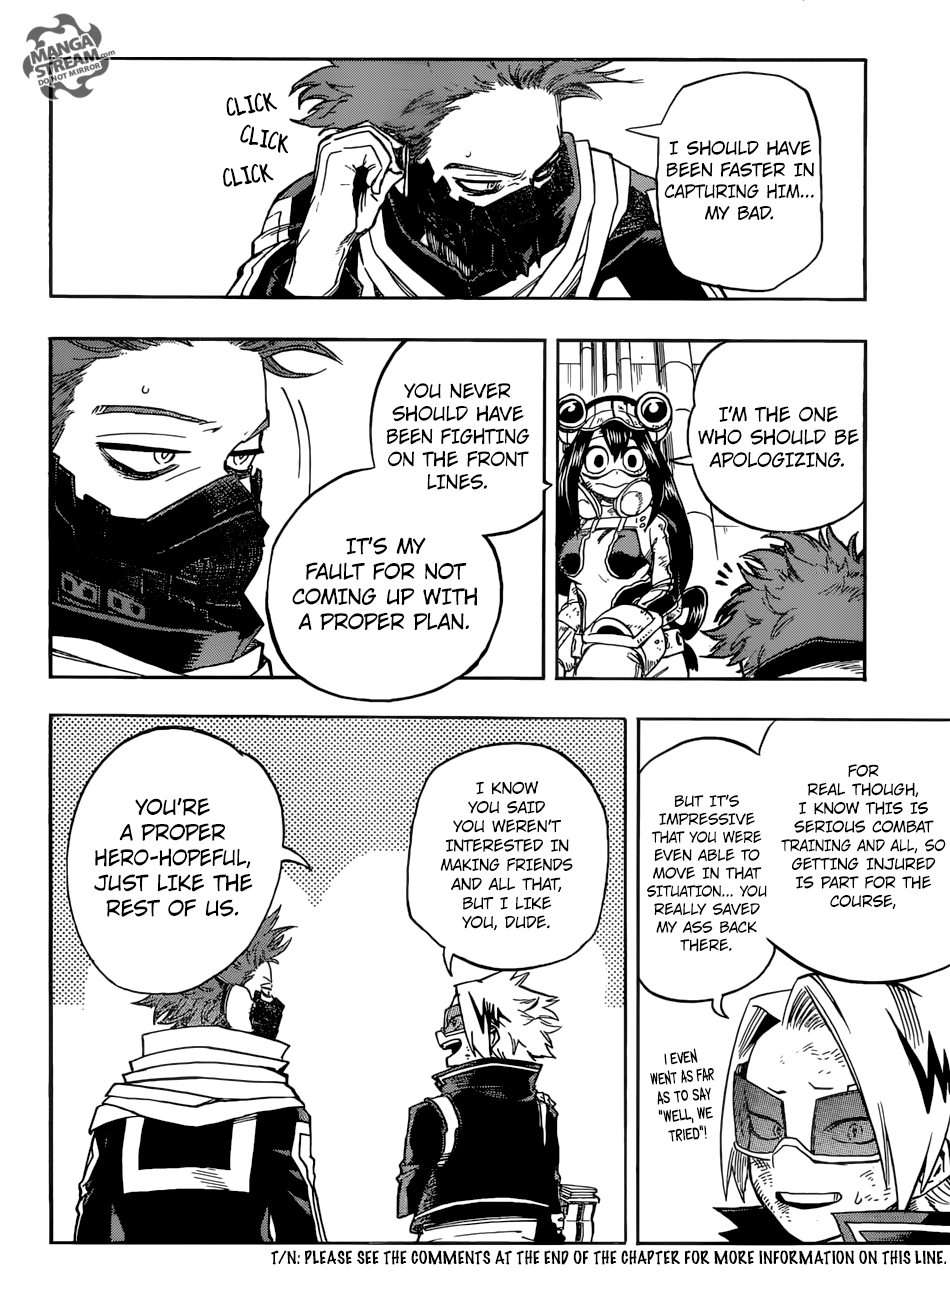 MANGA
STREAM.com
DO NOT MIRROR
CLICK
CLICK
CLICK
I SHOULD HAVE
BEEN FASTER IN
CAPTURING HIM...
MY BAD.
I'M THE ONE
WHO SHOULD BE
APOLOGIZING.
YOU NEVER
SHOULD HAVE
BEEN FIGHTING
ON THE FRONT
LINES.
IT'S MY
FAULT FOR NOT
COMING UP WITH
A PROPER PLAN.
FOR
REAL THOUGH,
I KNOW THIS IS
SERIOUS COMBAT
TRAINING AND ALL, SO
GETTING INJURED
IS PART FOR THE
COURSE,
BUT IT'S
IMPRESSIVE
THAT YOU WERE
EVEN ABLE TO
MOVE IN THAT
SITUATION... YOU
REALLY SAVED
MY ASS BACK
THERE.
I EVEN
WENT AS FAR
AS TO SAY
"WELL, WE
TRIED"!
I KNOW
YOU SAID
YOU WEREN'T
INTERESTED IN
MAKING FRIENDS
AND ALL THAT,
BUT I LIKE
YOU, DUDE.
YOU'RE
A PROPER
HERO-HOPEFUL,
JUST LIKE THE
REST OF US.
T/N: PLEASE SEE THE COMMENTS AT THE END OF THE CHAPTER FOR MORE INFORMATION ON THIS LINE.